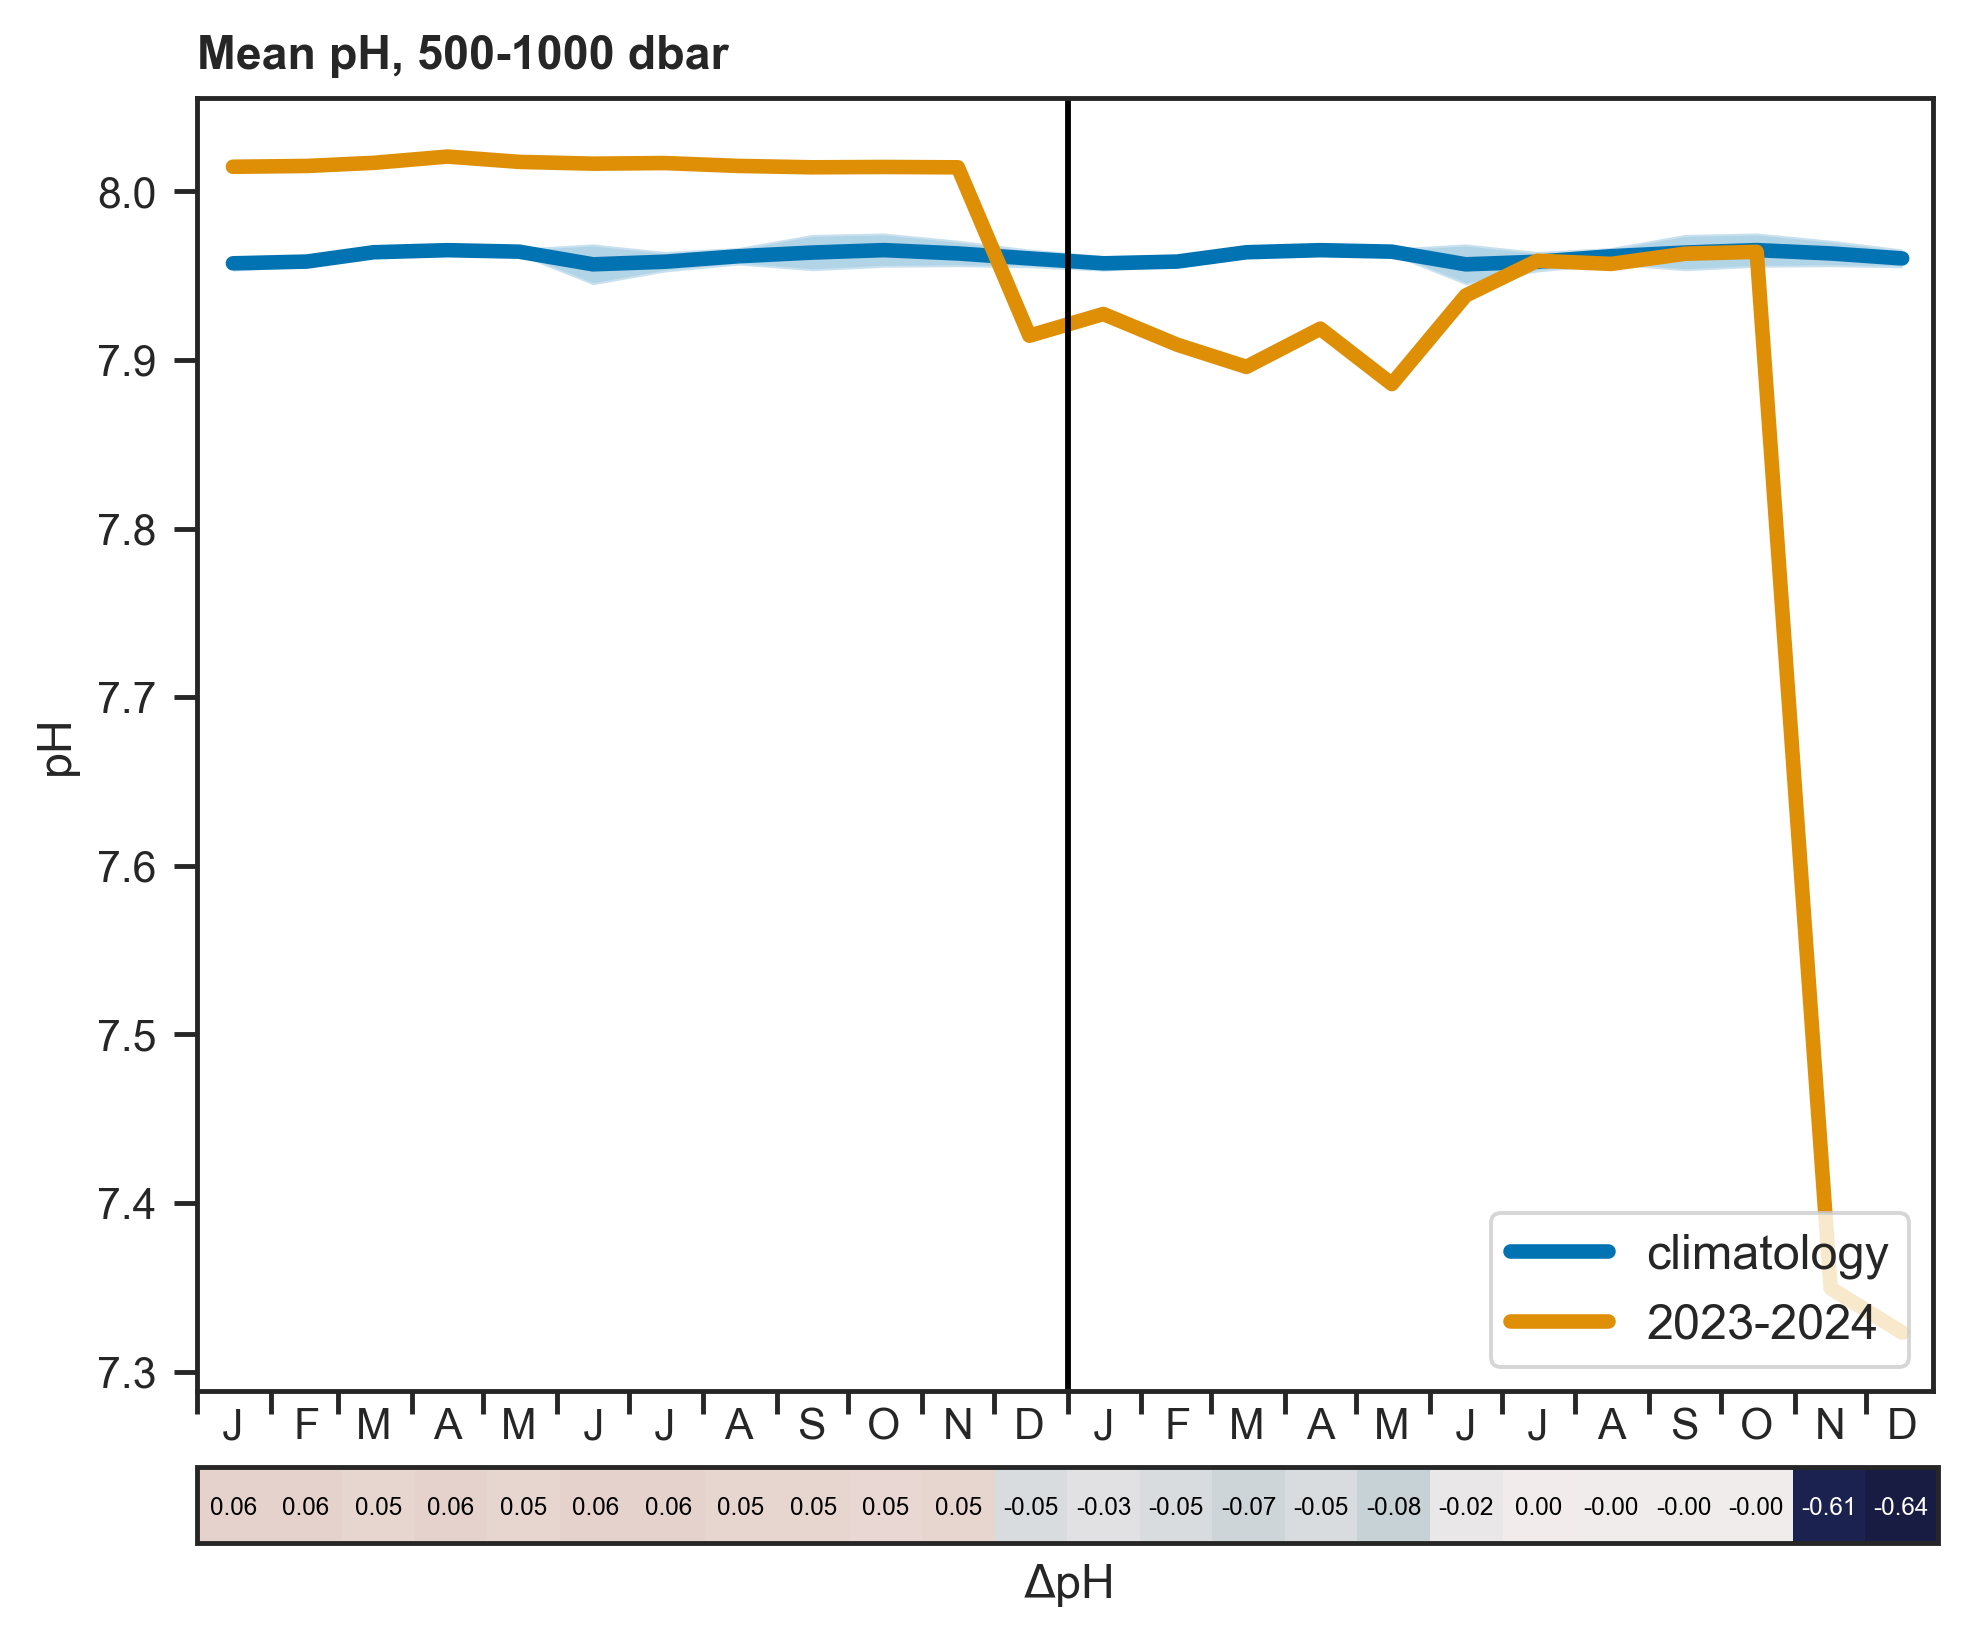 Mean pH, 500-1000 dbar
pH
8.0
7.9
7.8
7.7
7.6
7.5
7.4
7.3
climatology
2023-2024
J F M A M J J A S O N D J F M A M J J A S O N D
0.06 0.06 0.05 0.06 0.05 0.06 0.06 0.05 0.05 0.05 0.05 -0.05 -0.03 -0.05 -0.07 -0.05 -0.08 -0.02 0.00 -0.00 -0.00 -0.00 -0.61 -0.64
ΔpH